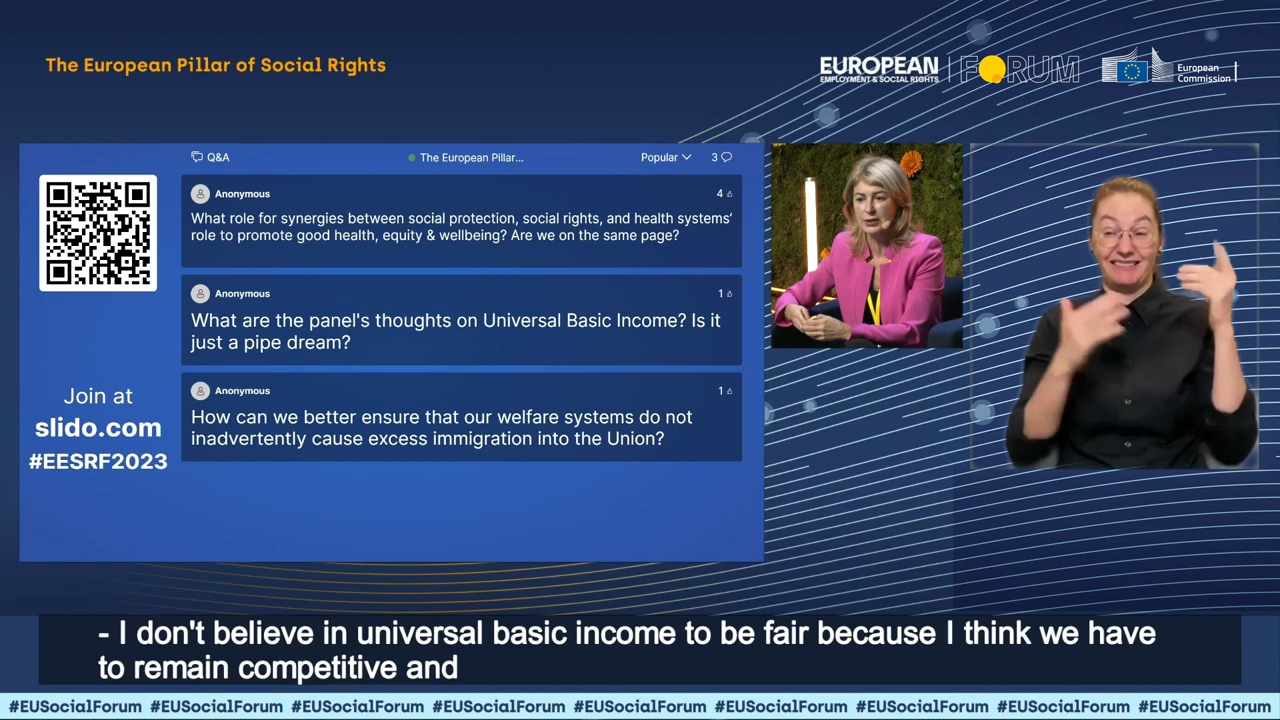 The European Pillar of Social Rights
EUROPEAN
EMPLOYMENT & SOCIAL RIGHTS
FORUM
European
Commission
Q&A
The European Pillar...
Popular
3
Anonymous
4
What role for synergies between social protection, social rights, and health systems'
role to promote good health, equity & wellbeing? Are we on the same page?
Anonymous
1
What are the panel's thoughts on Universal Basic Income? Is it
just a pipe dream?
Anonymous
1
How can we better ensure that our welfare systems do not
inadvertently cause excess immigration into the Union?
Join at
slido.com
#EESRF2023
- I don't believe in universal basic income to be fair because I think we have
to remain competitive and
#EUSocialForum #EUSocialForum #EUSocialForum #EUSocialForum #EUSocialForum #EUSocialForum #EUSocialForum #EUSocialForum #EUSocialForum